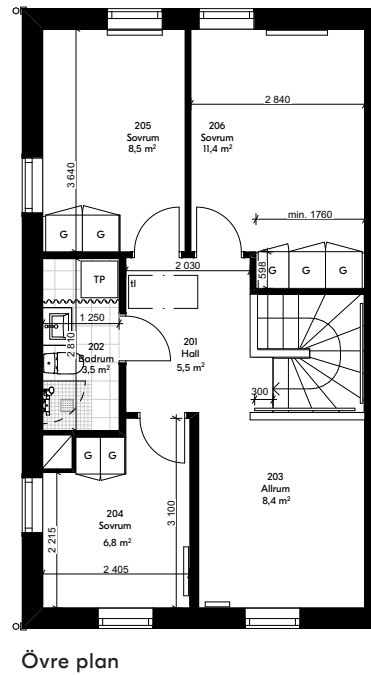 2 840
205
Sovrum
8,5 m²
206
Sovrum
11,4 m²
3 640
min. 1760
G
G
2 030
598
G
G
G
TP
tl
1 250
2 810
202
Badrum
3,5 m²
201
Hall
5,5 m²
300
G
G
3 100
203
Allrum
8,4 m²
204
Sovrum
6,8 m²
2 215
2 405
Övre plan